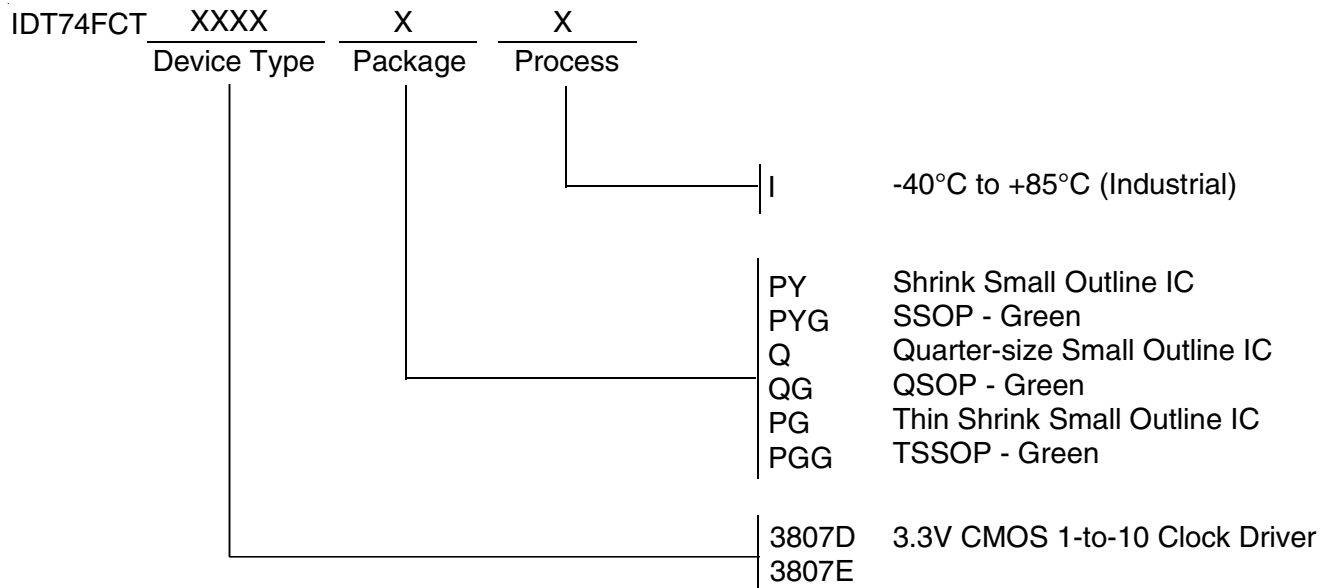 IDT74FCT XXXX X X
Device Type Package Process
I -40°C to +85°C (Industrial)
PY Shrink Small Outline IC
PYG SSOP - Green
Q Quarter-size Small Outline IC
QG QSOP - Green
PG Thin Shrink Small Outline IC
PGG TSSOP - Green
3807D 3.3V CMOS 1-to-10 Clock Driver
3807E